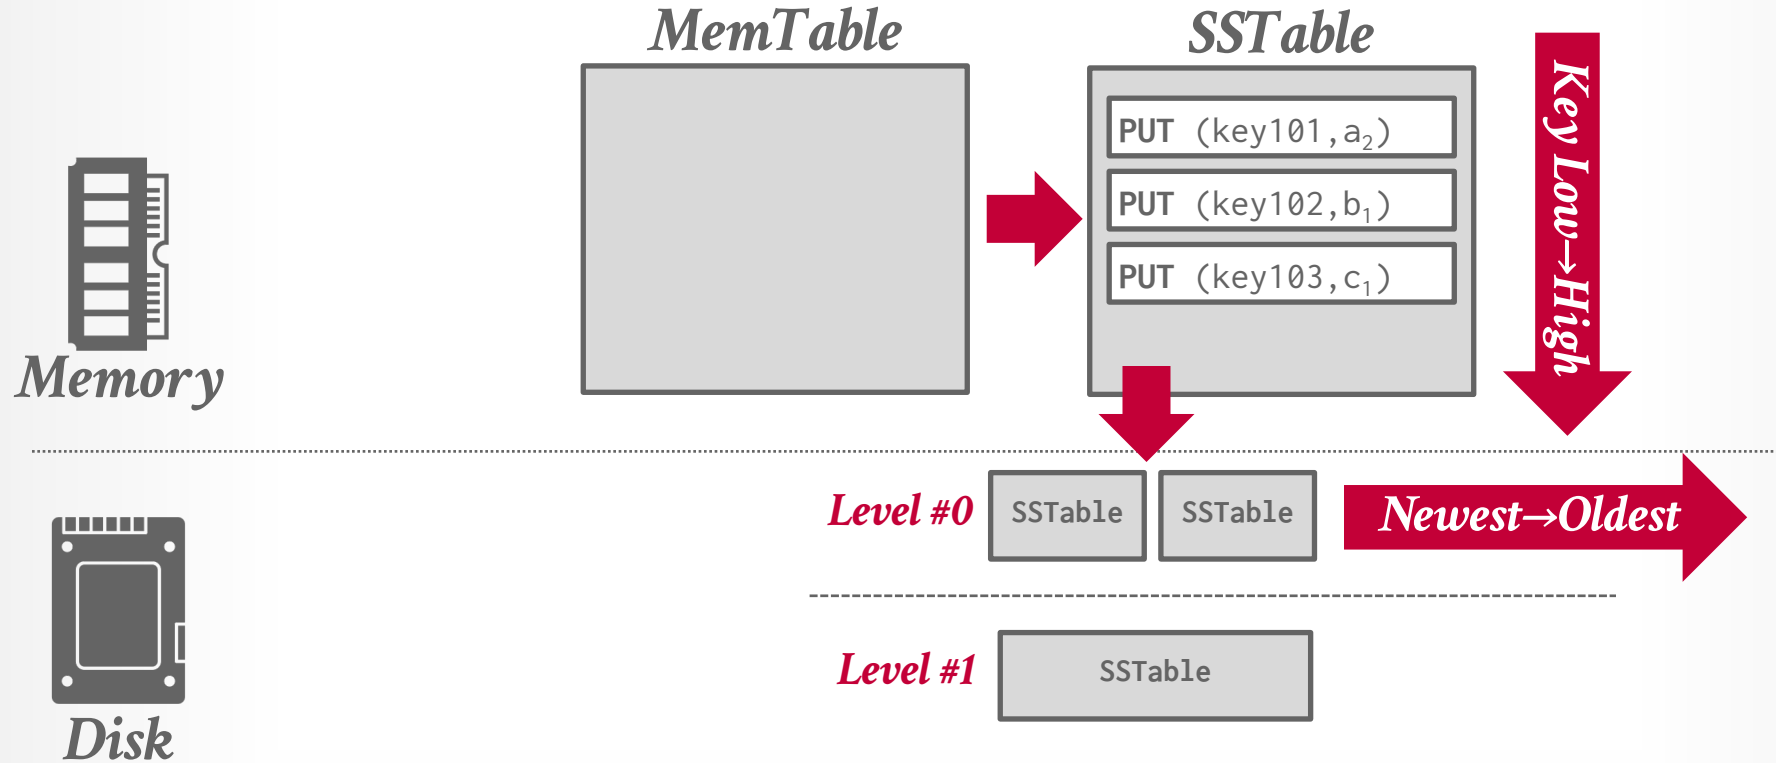 MemTable
SSTable
PUT (key101,a₂)
PUT (key102,b₁)
PUT (key103,c₁)
Key Low→High
Memory
Level #0
SSTable
SSTable
Newest→Oldest
Level #1
SSTable
Disk